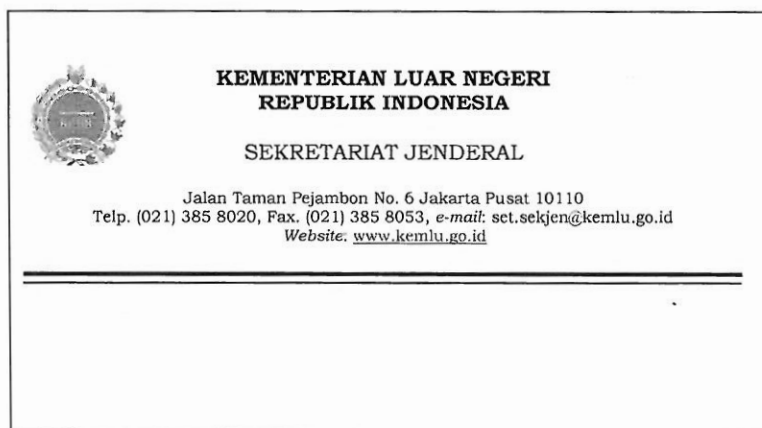 KEMENTERIAN LUAR NEGERI
REPUBLIK INDONESIA
SEKRETARIAT JENDERAL
Jalan Taman Pejambon No. 6 Jakarta Pusat 10110
Telp. (021) 385 8020, Fax. (021) 385 8053, e-mail: set.sekjen@kemlu.go.id
Website: www.kemlu.go.id